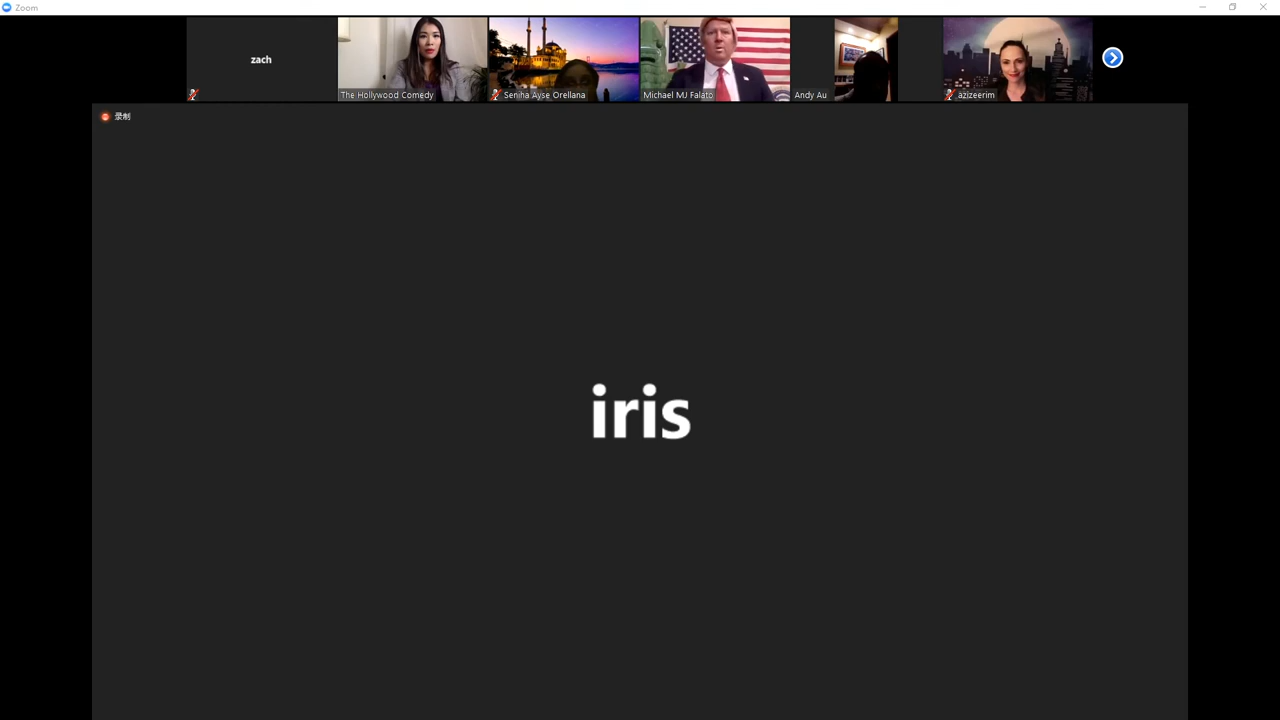 Zoom
zach
The Hollywood Comedy
Seniha Ayse Orellana
Michael MJ Falato
Andy Au
azizeerim
录制
iris